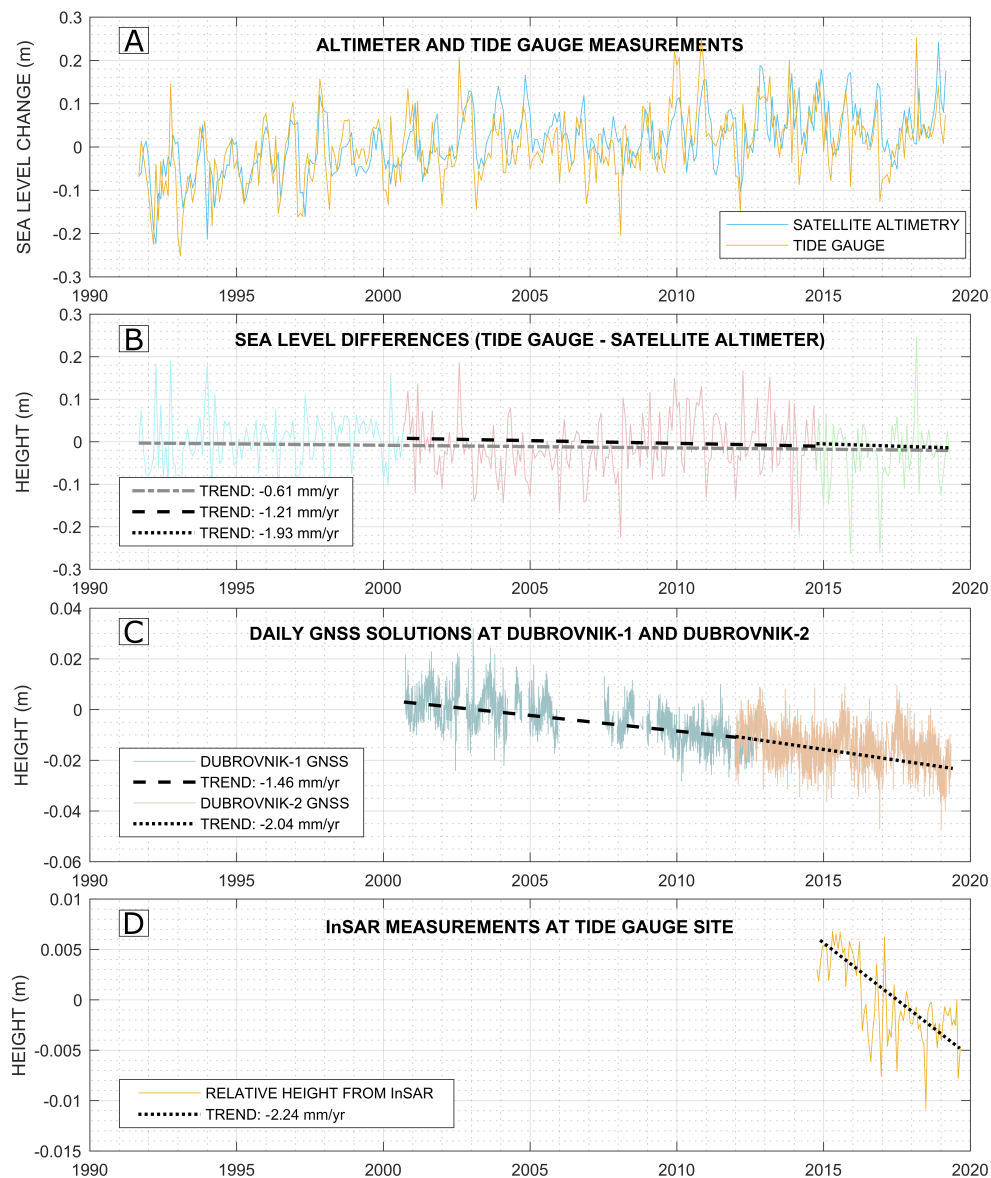 A
ALTIMETER AND TIDE GAUGE MEASUREMENTS
SEA LEVEL CHANGE (m)
0.3
0.2
0.1
0
-0.1
-0.2
-0.3
SATELLITE ALTIMETRY
TIDE GAUGE
1990 1995 2000 2005 2010 2015 2020
B
SEA LEVEL DIFFERENCES (TIDE GAUGE - SATELLITE ALTIMETER)
HEIGHT (m)
0.3
0.2
0.1
0
-0.1
-0.2
-0.3
TREND: -0.61 mm/yr
TREND: -1.21 mm/yr
TREND: -1.93 mm/yr
1990 1995 2000 2005 2010 2015 2020
C
DAILY GNSS SOLUTIONS AT DUBROVNIK-1 AND DUBROVNIK-2
HEIGHT (m)
0.04
0.02
0
-0.02
-0.04
-0.06
DUBROVNIK-1 GNSS
TREND: -1.46 mm/yr
DUBROVNIK-2 GNSS
TREND: -2.04 mm/yr
1990 1995 2000 2005 2010 2015 2020
D
InSAR MEASUREMENTS AT TIDE GAUGE SITE
HEIGHT (m)
0.01
0.005
0
-0.005
-0.01
-0.015
RELATIVE HEIGHT FROM InSAR
TREND: -2.24 mm/yr
1990 1995 2000 2005 2010 2015 2020